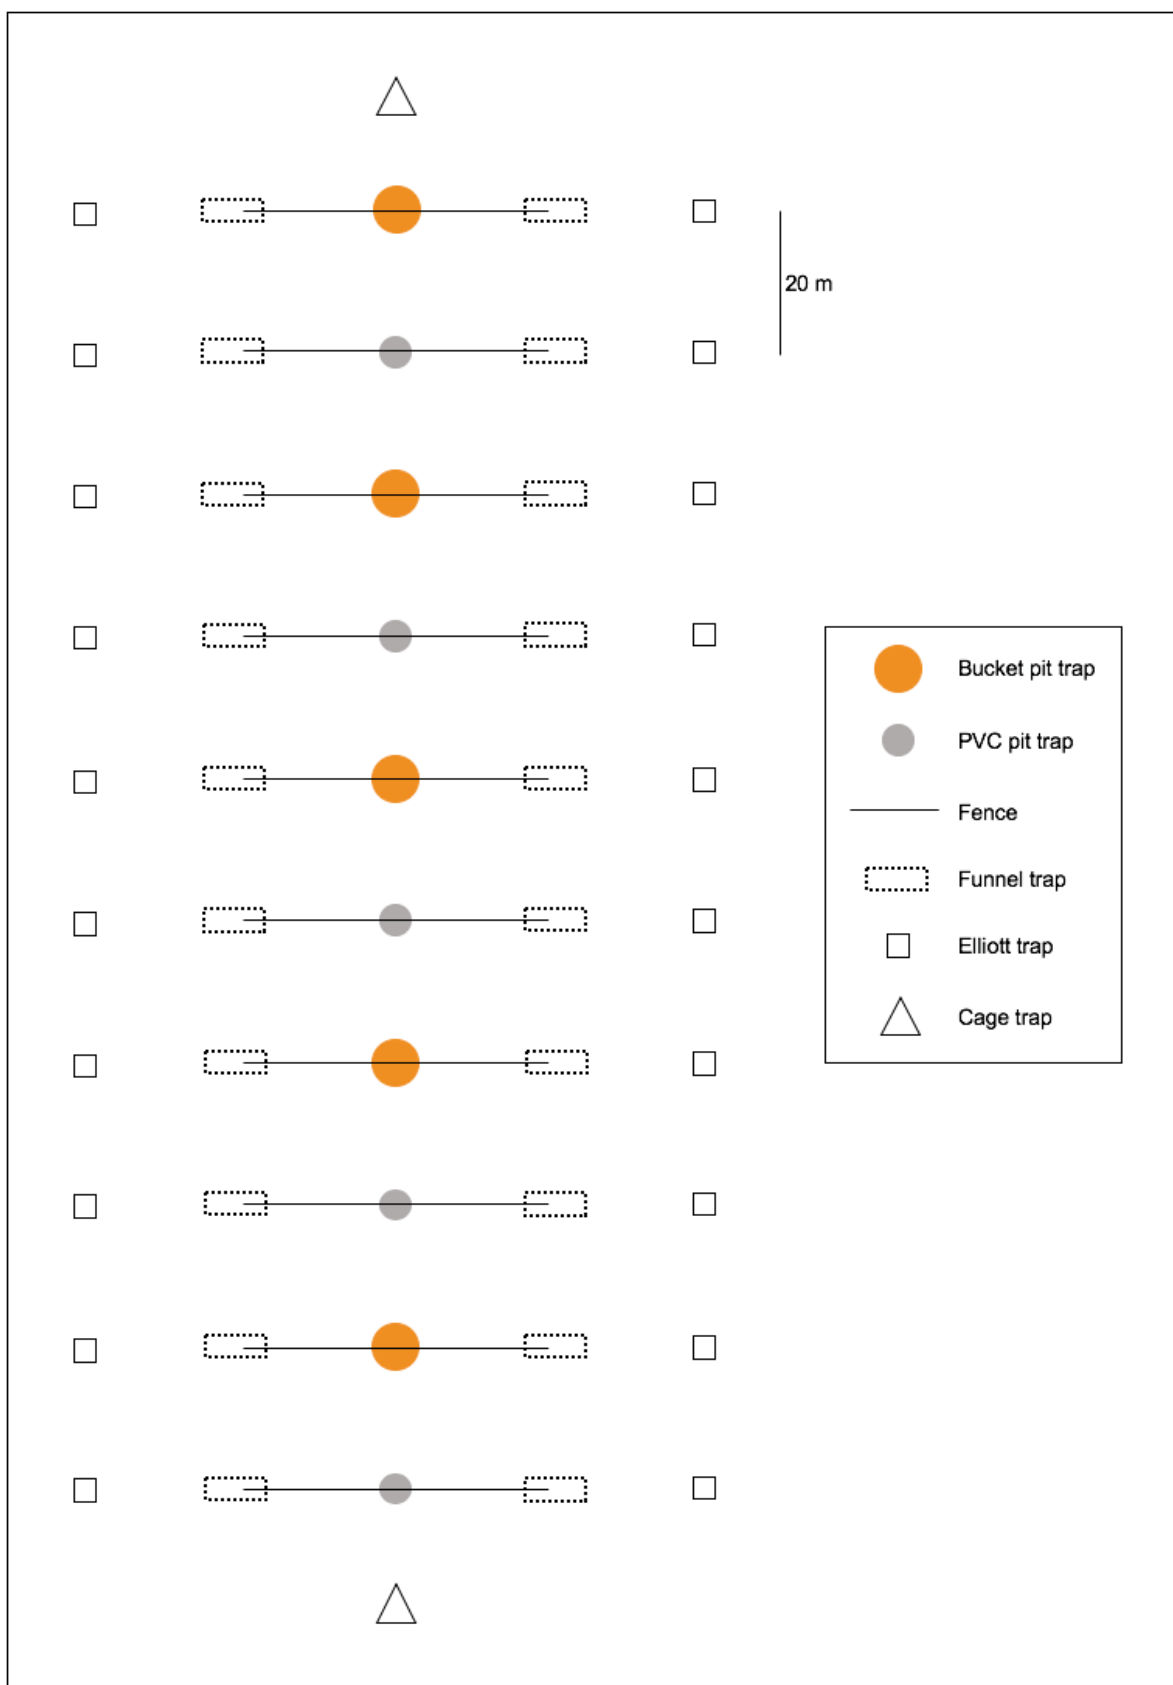 20 m
Bucket pit trap
PVC pit trap
Fence
Funnel trap
Elliott trap
Cage trap